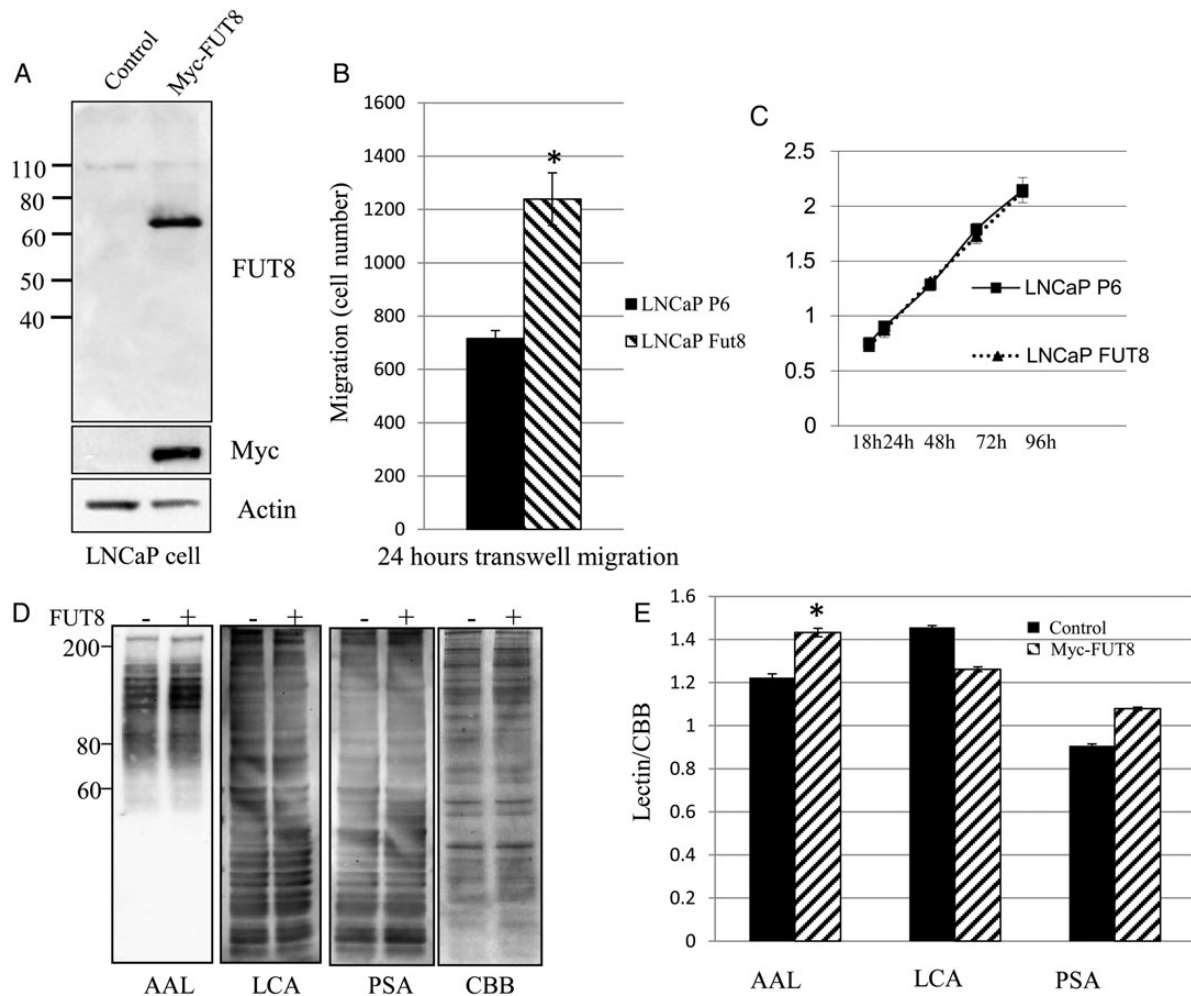 A
Control
Myc-FUT8
110
80
60
50
40
FUT8
Myc
Actin
LNCaP cell
B
Migration (cell number)
1600
1400
1200
1000
800
600
400
200
0
*
LNCaP P6
LNCaP Fut8
24 hours transwell migration
C
2.5
2
1.5
1
0.5
0
LNCaP P6
LNCaP FUT8
18h24h 48h 72h 96h
D
FUT8 - + - + - + - +
200
80
60
AAL LCA PSA CBB
E
Lectin/CBB
1.6
1.4
1.2
1
0.8
0.6
0.4
0.2
0
*
Control
Myc-FUT8
AAL LCA PSA